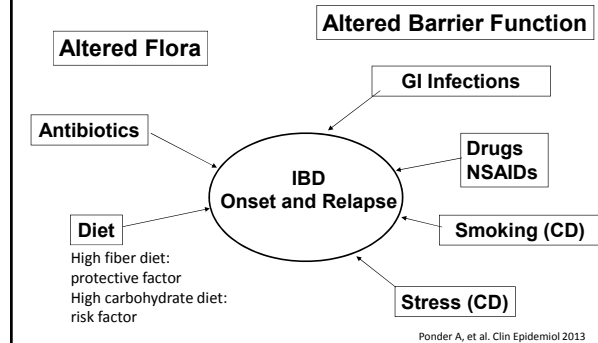 Altered Barrier Function
Altered Flora
GI Infections
Antibiotics
Drugs
NSAIDs
IBD
Onset and Relapse
Diet
High fiber diet:
protective factor
High carbohydrate diet:
risk factor
Smoking (CD)
Stress (CD)
Ponder A, et al. Clin Epidemiol 2013